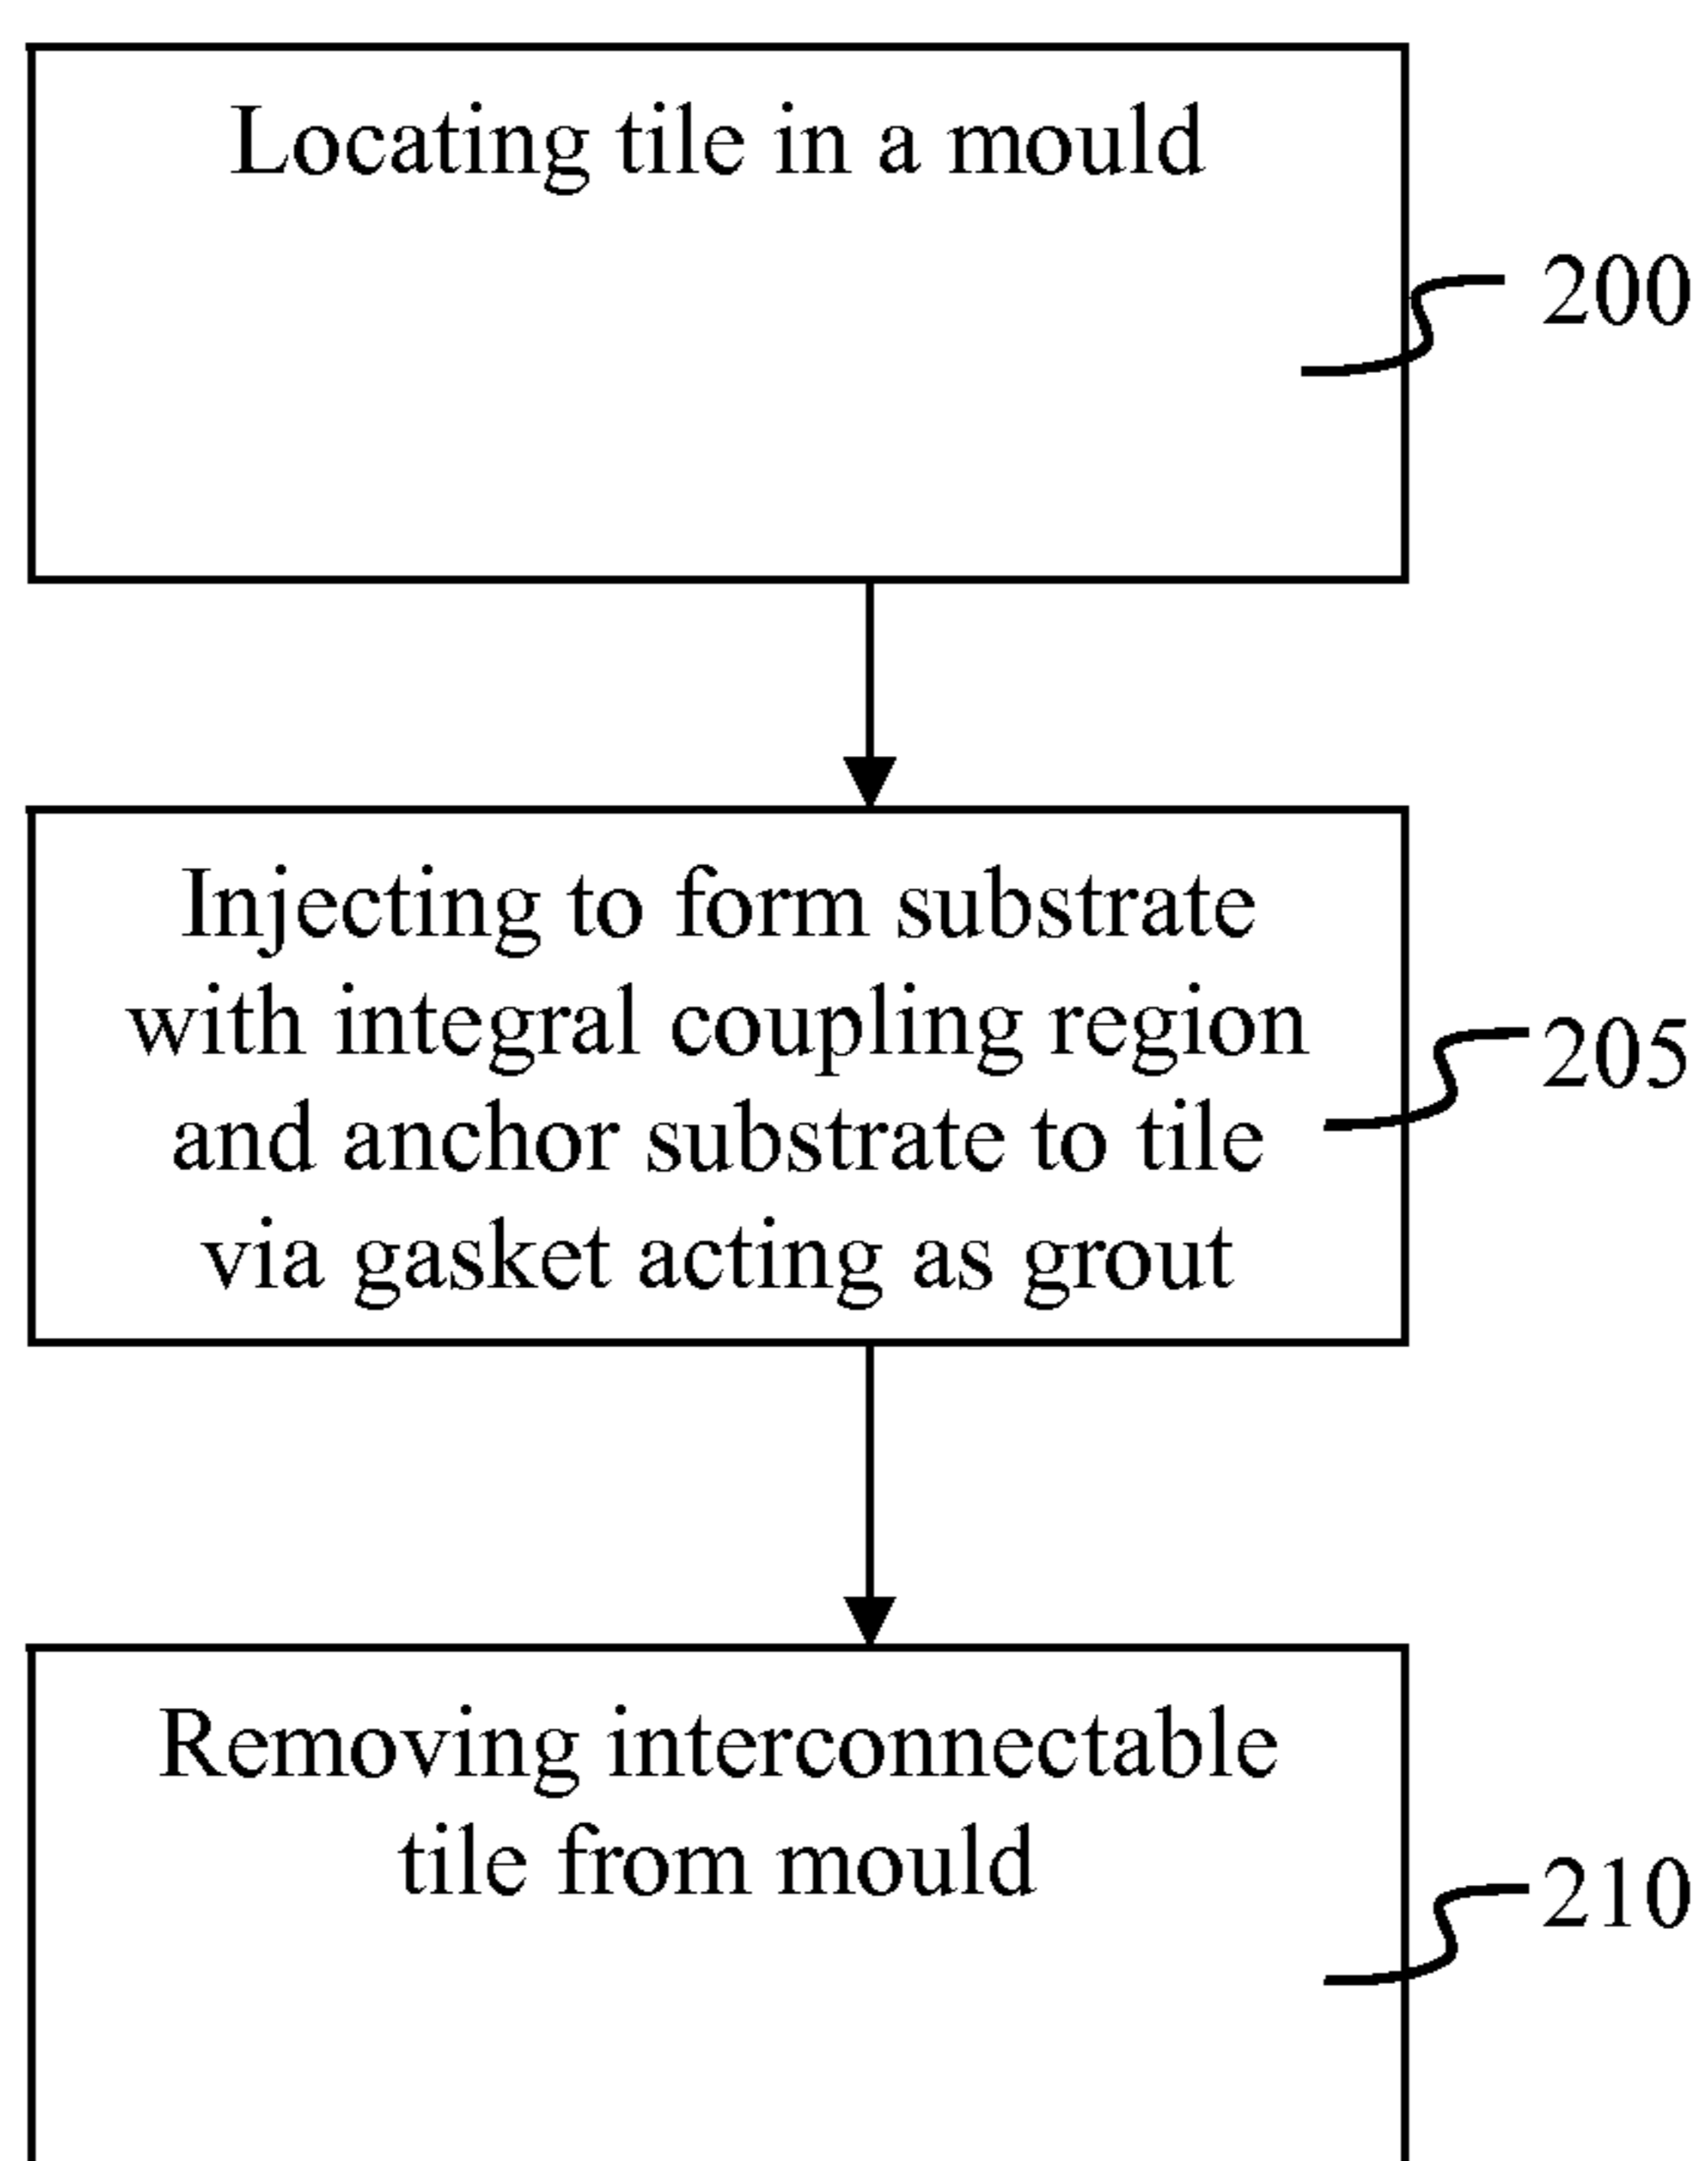 Locating tile in a mould
200
Injecting to form substrate
with integral coupling region
205
and anchor substrate to tile
via gasket acting as grout
Removing interconnectable
tile from mould
210